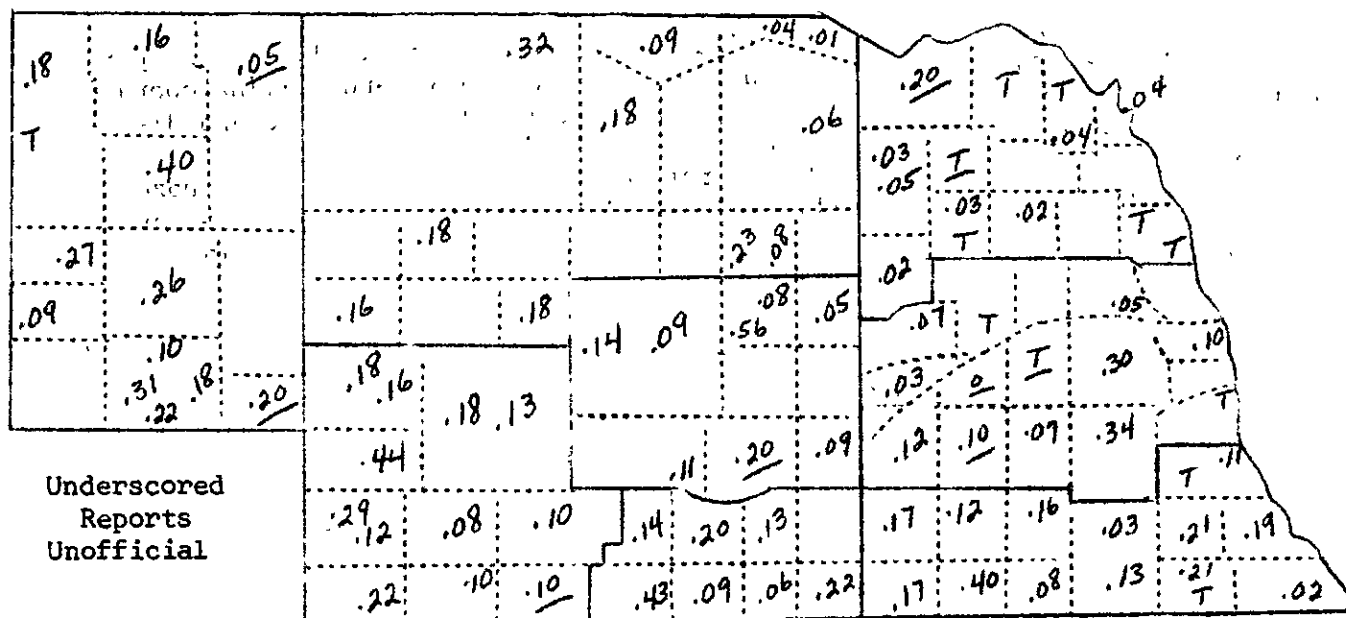 .18 .16 .05 .32 .09 .04 .01 .20 T T .04
T .40 .18 .06 .03 .05 T .04
.03 .02 T T T
.27 .18 .23 .08 .02
.26
.09 .16 .18 .08 .05 .07 T .05
.14 .09 .56 .10
.10 .18 .16 .03 0 T .30
.31 .18 .22 .20 .18 .13 T
.44 .11 .20 .09 .12 .10 .09 .34 .11
T
Underscored
Reports
Unofficial
.29 .12 .08 .10 .14 .20 .13 .17 .12 .16 .03 .21 .19
.22 .10 .10 .43 .09 .06 .22 .17 .40 .08 .13 .21 T .02